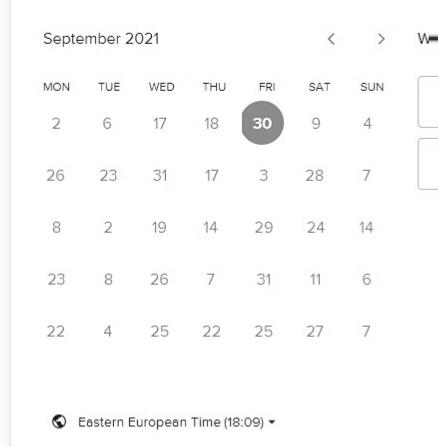 September 2021 < >
MON TUE WED THU FRI SAT SUN
2 6 17 18 30 9 4
26 23 31 17 3 28 7
8 2 19 14 29 24 14
23 8 26 7 31 11 6
22 4 25 22 25 27 7
Eastern European Time (18:09)